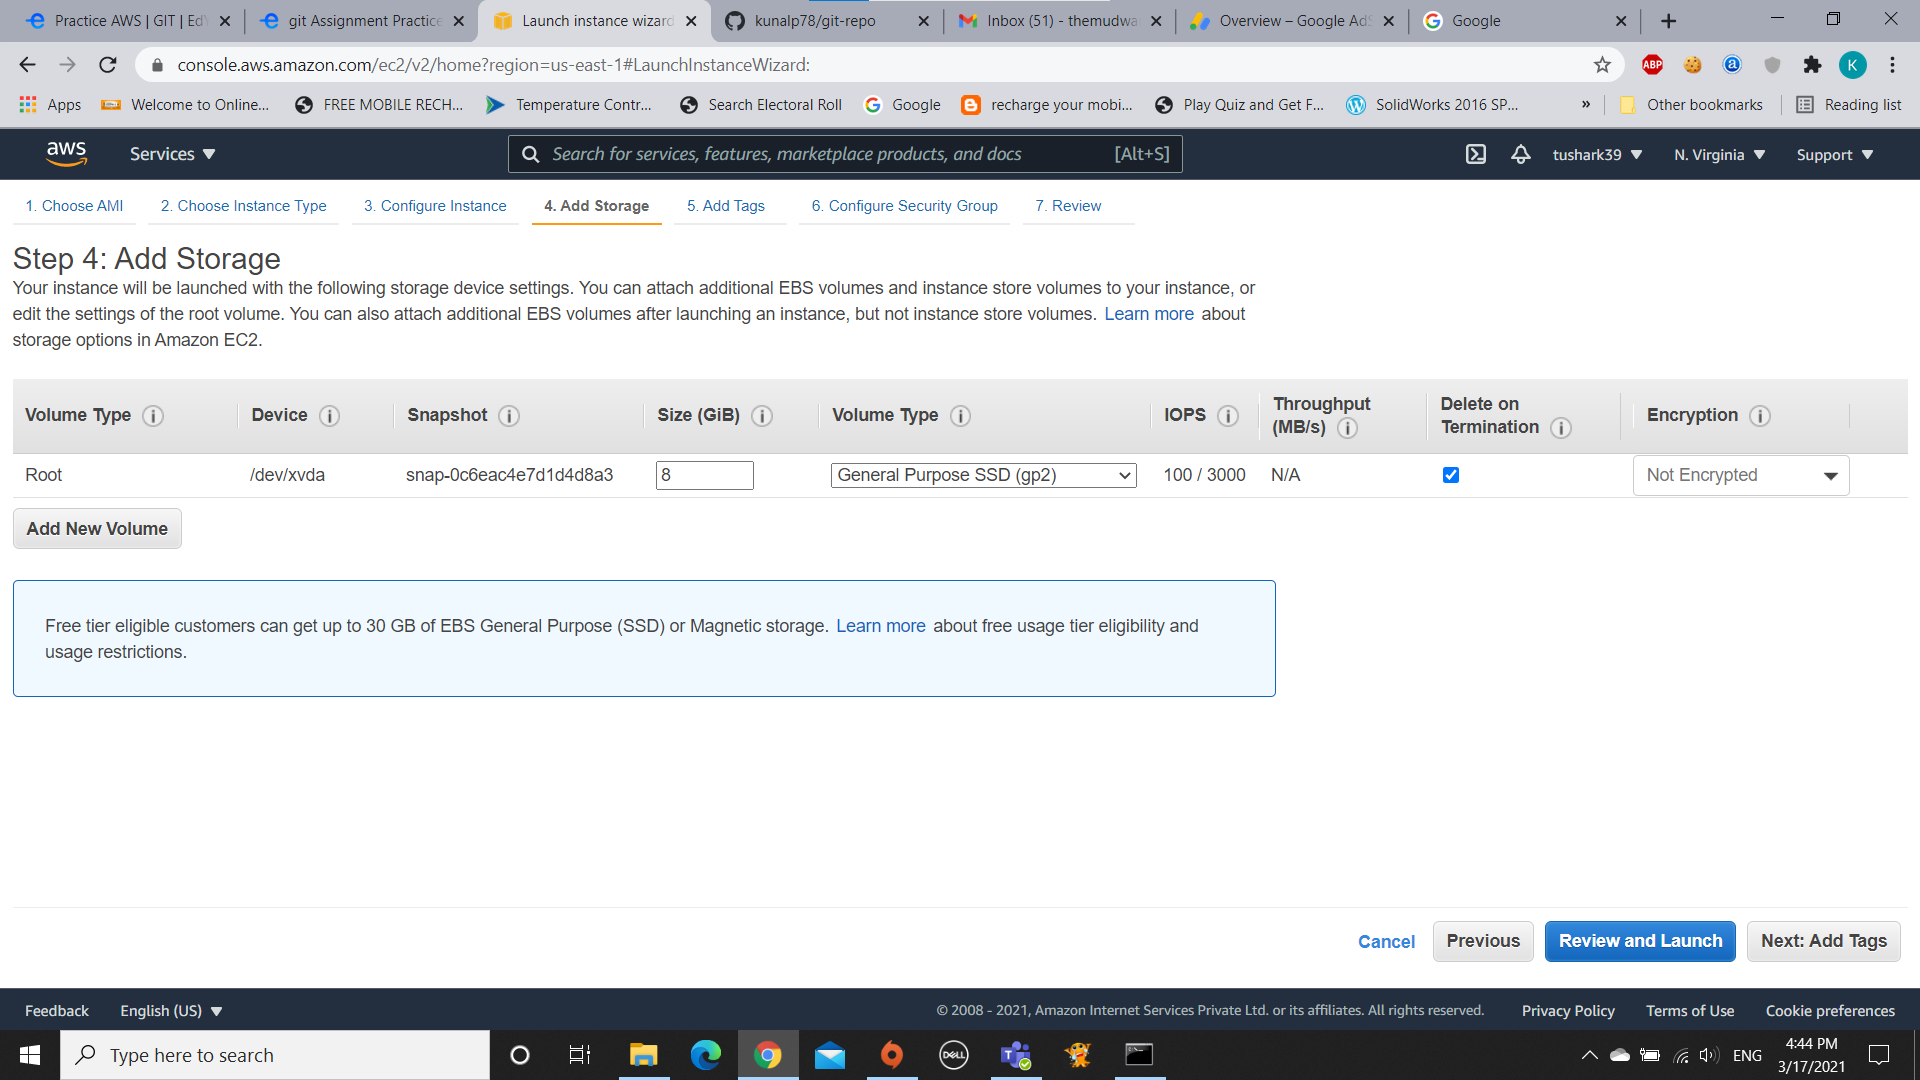 Practice AWS | GIT | EdY
git Assignment Practice
Launch instance wizard
kunalp78/git-repo
Inbox (51) - themudwa
Overview – Google AdS
Google
console.aws.amazon.com/ec2/v2/home?region=us-east-1#LaunchInstanceWizard:
ABP
K
Apps
Welcome to Online...
FREE MOBILE RECH...
Temperature Contr...
Search Electoral Roll
Google
recharge your mobi...
Play Quiz and Get F...
SolidWorks 2016 SP...
»
Other bookmarks
Reading list
aws
Services
Search for services, features, marketplace products, and docs
[Alt+S]
tushark39
N. Virginia
Support
1. Choose AMI
2. Choose Instance Type
3. Configure Instance
4. Add Storage
5. Add Tags
6. Configure Security Group
7. Review
Step 4: Add Storage
Your instance will be launched with the following storage device settings. You can attach additional EBS volumes and instance store volumes to your instance, or
edit the settings of the root volume. You can also attach additional EBS volumes after launching an instance, but not instance store volumes. Learn more about
storage options in Amazon EC2.
Volume Type
Device
Snapshot
Size (GiB)
Volume Type
IOPS
Throughput
(MB/s)
Delete on
Termination
Encryption
Root
/dev/xvda
snap-0c6eac4e7d1d4d8a3
8
General Purpose SSD (gp2)
100 / 3000
N/A
Not Encrypted
Add New Volume
Free tier eligible customers can get up to 30 GB of EBS General Purpose (SSD) or Magnetic storage. Learn more about free usage tier eligibility and
usage restrictions.
Cancel
Previous
Review and Launch
Next: Add Tags
Feedback
English (US)
© 2008 - 2021, Amazon Internet Services Private Ltd. or its affiliates. All rights reserved.
Privacy Policy
Terms of Use
Cookie preferences
Type here to search
DELL
ENG
4:44 PM
3/17/2021